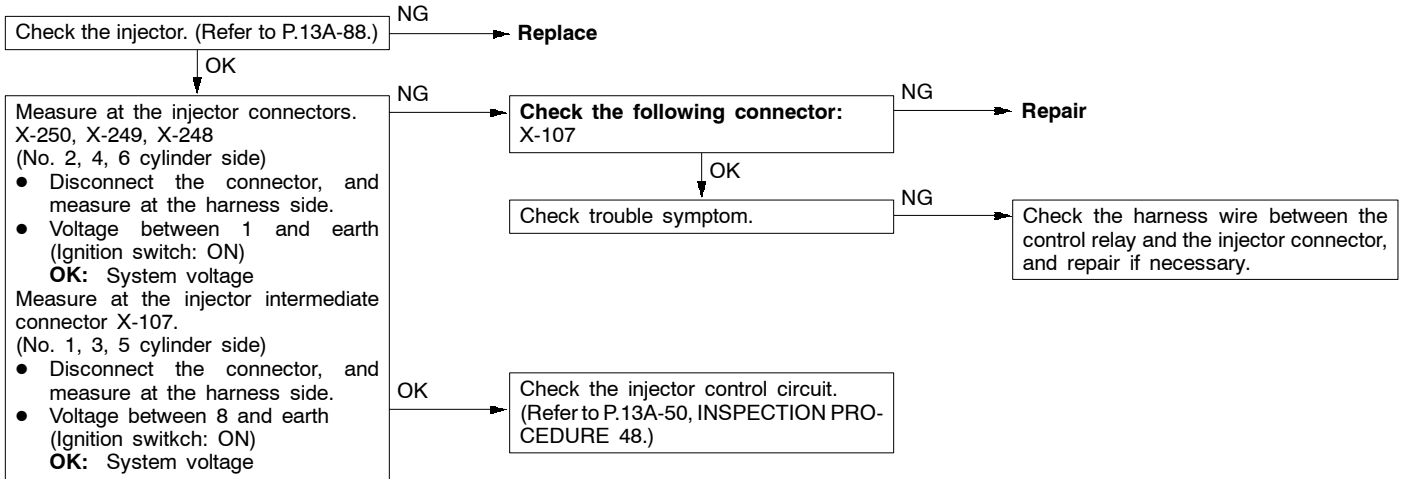 Check the injector. (Refer to P.13A-88.)
NG
Replace
OK
Measure at the injector connectors.
X-250, X-249, X-248
(No. 2, 4, 6 cylinder side)
● Disconnect the connector, and
measure at the harness side.
● Voltage between 1 and earth
(Ignition switch: ON)
OK: System voltage
Measure at the injector intermediate
connector X-107.
(No. 1, 3, 5 cylinder side)
● Disconnect the connector, and
measure at the harness side.
● Voltage between 8 and earth
(Ignition switkch: ON)
OK: System voltage
NG
Check the following connector:
X-107
NG
Repair
OK
Check trouble symptom.
NG
Check the harness wire between the
control relay and the injector connector,
and repair if necessary.
OK
Check the injector control circuit.
(Refer to P.13A-50, INSPECTION PRO-
CEDURE 48.)